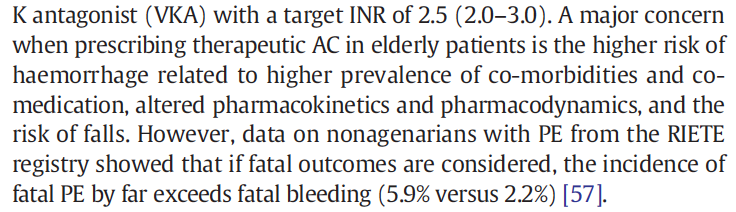 K antagonist (VKA) with a target INR of 2.5 (2.0–3.0). A major concern
when prescribing therapeutic AC in elderly patients is the higher risk of
haemorrhage related to higher prevalence of co-morbidities and co-
medication, altered pharmacokinetics and pharmacodynamics, and the
risk of falls. However, data on nonagenarians with PE from the RIETE
registry showed that if fatal outcomes are considered, the incidence of
fatal PE by far exceeds fatal bleeding (5.9% versus 2.2%) [57].